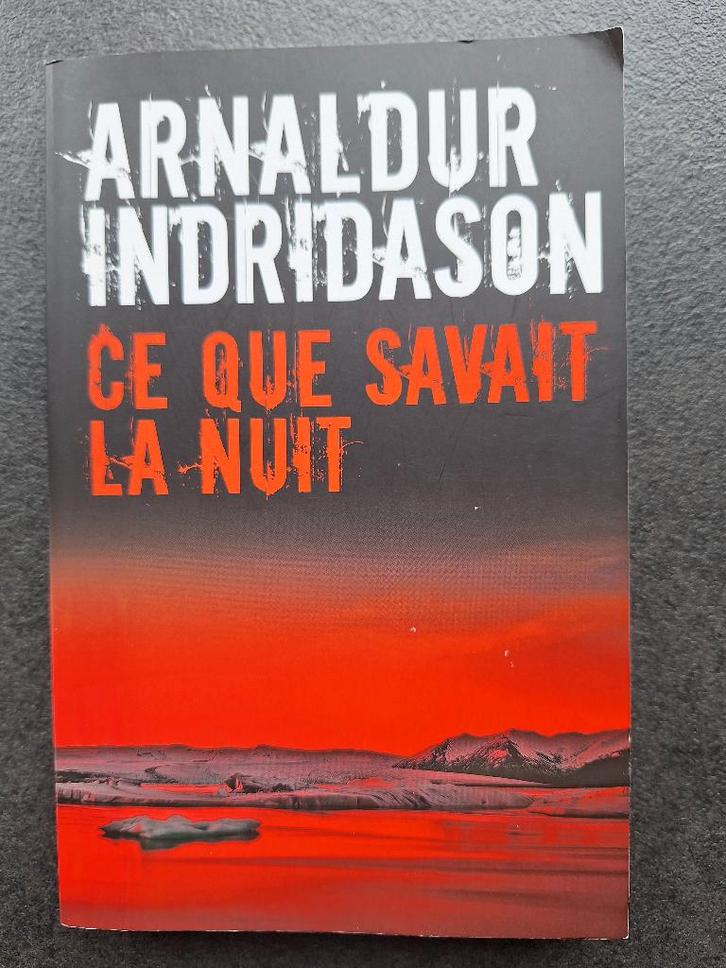 ARNALDUR
INDRIDASON
CE QUE SAVAIT
LA NUIT